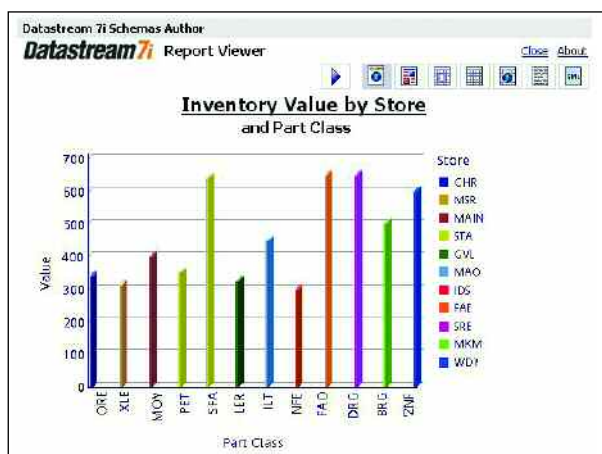 Datastream 7i Schemas Author
Datastream7i Report Viewer
Close About
Inventory Value by Store
and Part Class
700
600
500
400
300
200
100
0
Value
ORE XLE MOY PET SFA LER ILT NFE FAO DRG BRG ZNF
Part Class
Store
CHR
MSR
MAIN
STA
GVL
MAO
IDS
FAE
SRE
MKM
WDY